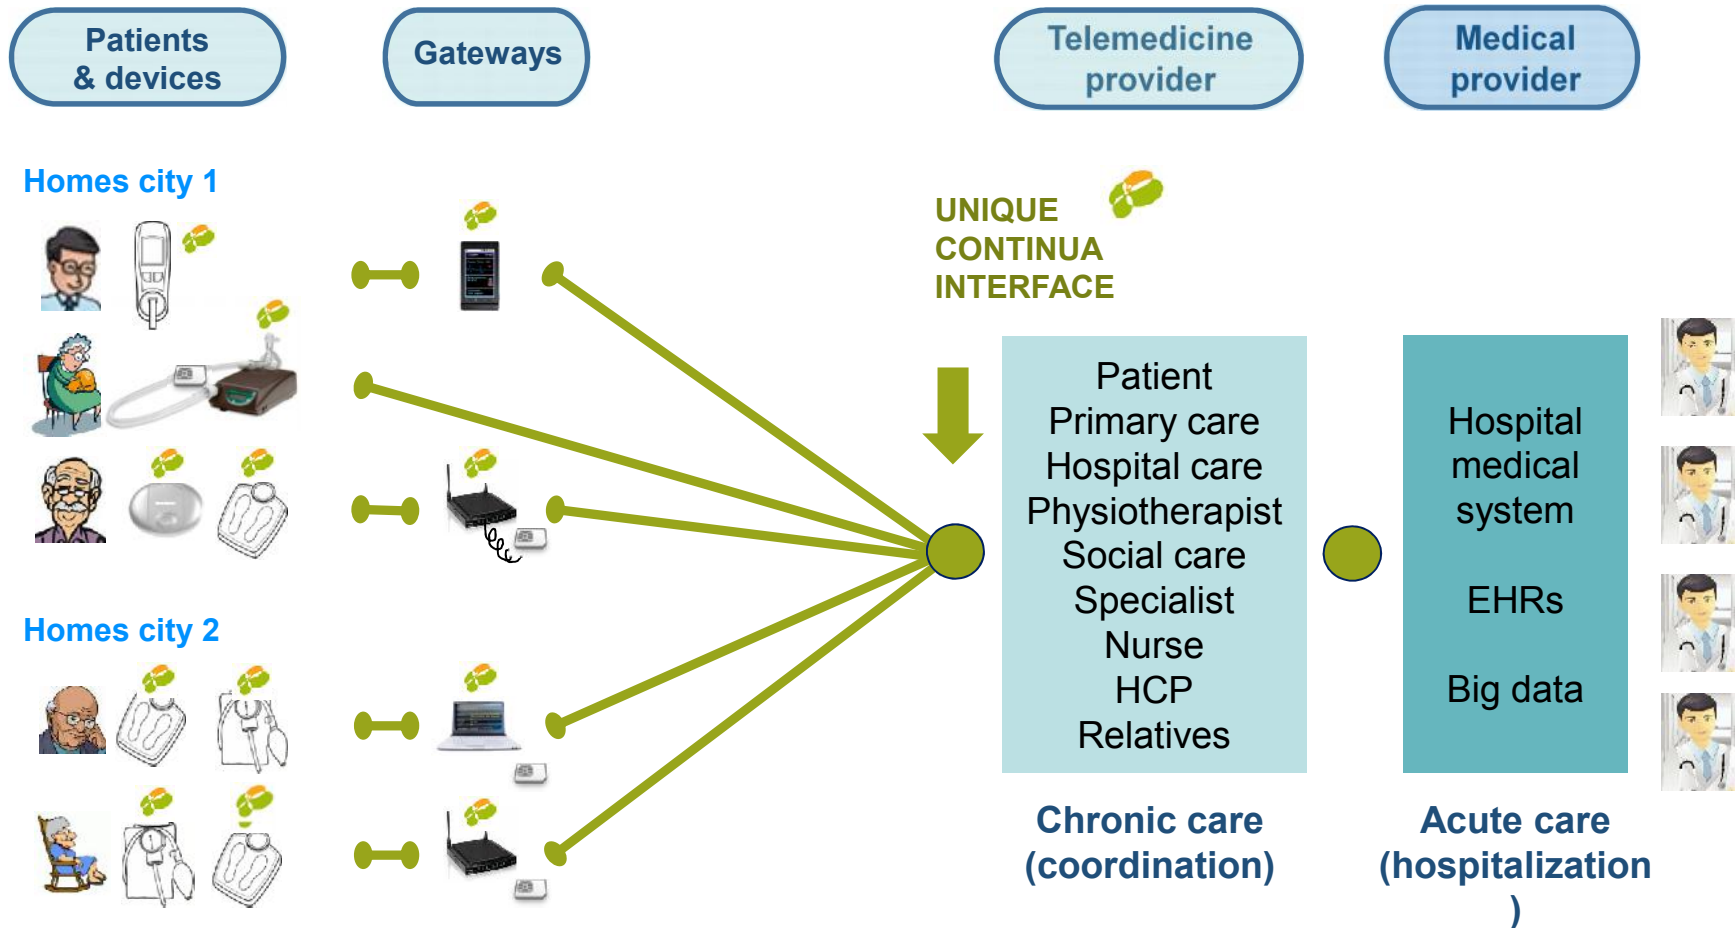 Patients
& devices
Gateways
Telemedicine
provider
Medical
provider
Homes city 1
UNIQUE
CONTINUA
INTERFACE
Patient
Primary care
Hospital care
Physiotherapist
Social care
Specialist
Nurse
HCP
Relatives
Hospital
medical
system
EHRs
Big data
Homes city 2
Chronic care
(coordination)
Acute care
(hospitalization
)